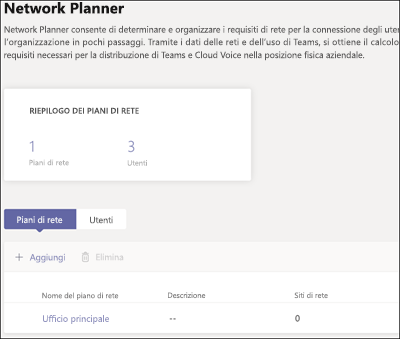 Network Planner
Network Planner consente di determinare e organizzare i requisiti di rete per la connessione degli
l'organizzazione in pochi passaggi. Tramite i dati delle reti e dell'uso di Teams, si ottiene il calcolo
requisiti necessari per la distribuzione di Teams e Cloud Voice nella posizione fisica aziendale.
RIEPILOGO DEI PIANI DI RETE
1 3
Piani di rete Utenti
Piani di rete Utenti
+ Aggiungi Elimina
Nome del piano di rete Descrizione Siti di rete
Ufficio principale -- 0